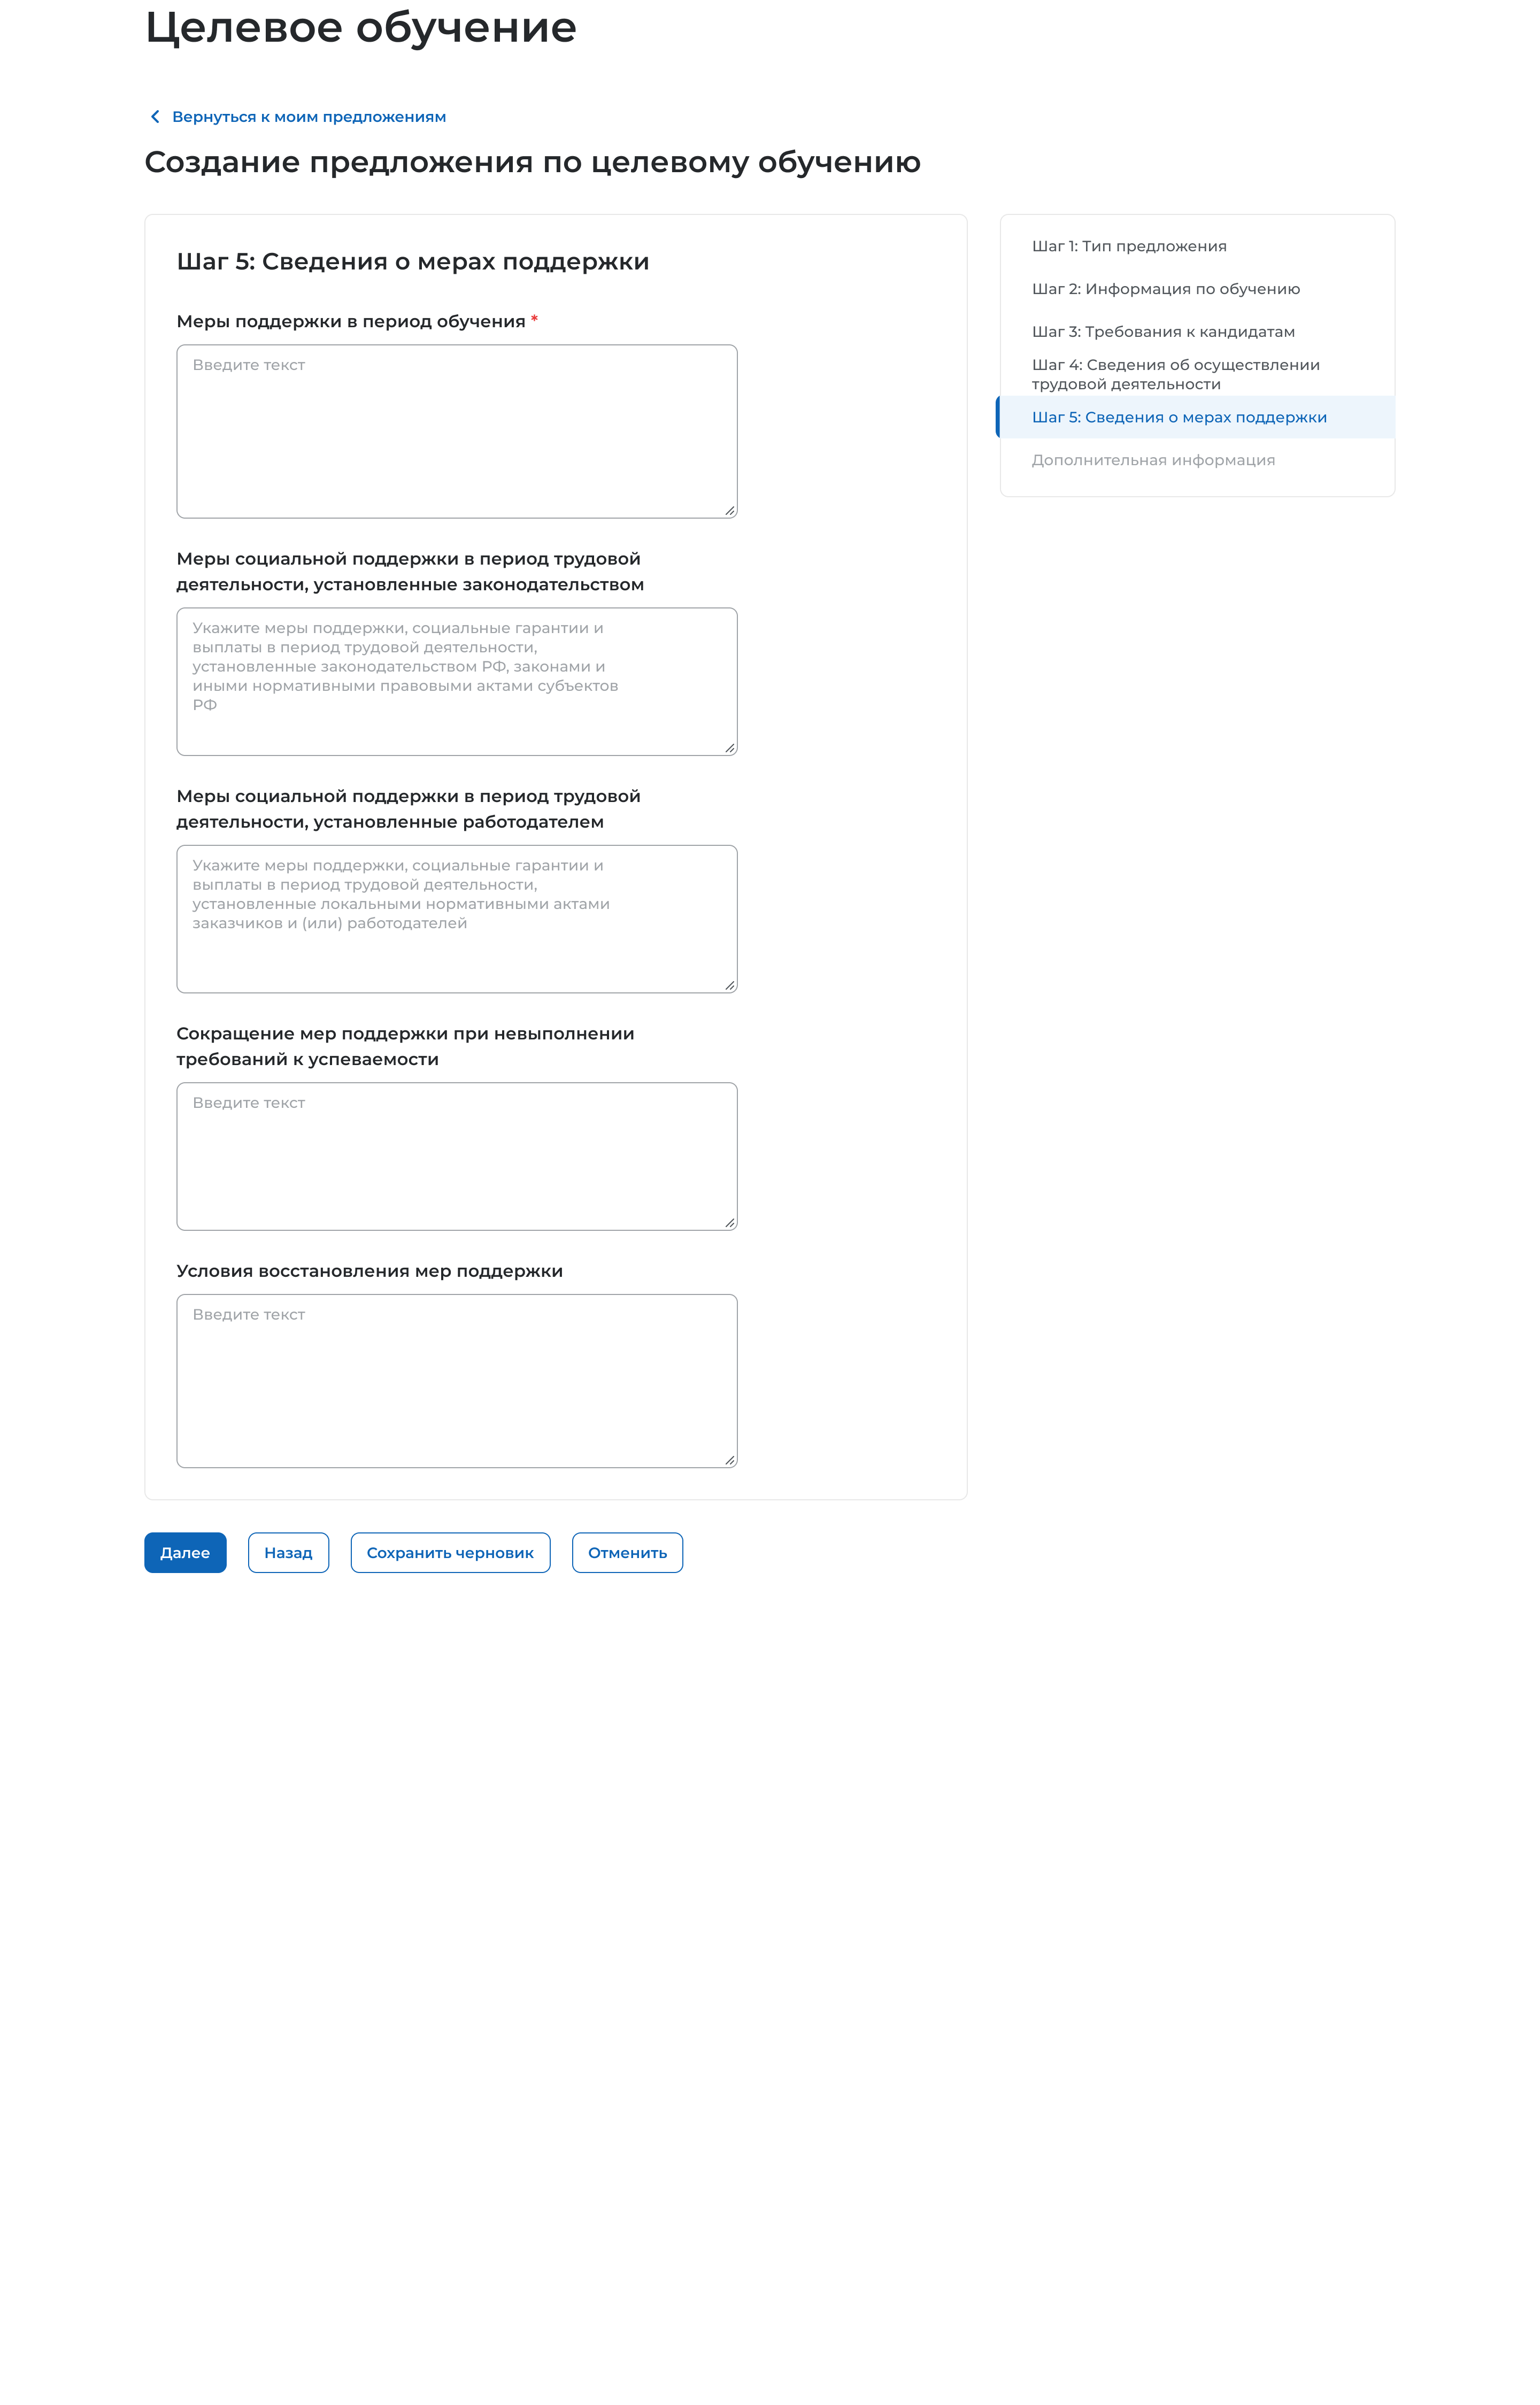 Целевое обучение
Вернуться к моим предложениям
Создание предложения по целевому обучению
Шаг 5: Сведения о мерах поддержки
Меры поддержки в период обучения *
Введите текст
Меры социальной поддержки в период трудовой
деятельности, установленные законодательством
Укажите меры поддержки, социальные гарантии и
выплаты в период трудовой деятельности,
установленные законодательством РФ, законами и
иными нормативными правовыми актами субъектов
РФ
Меры социальной поддержки в период трудовой
деятельности, установленные работодателем
Укажите меры поддержки, социальные гарантии и
выплаты в период трудовой деятельности,
установленные локальными нормативными актами
заказчиков и (или) работодателей
Сокращение мер поддержки при невыполнении
требований к успеваемости
Введите текст
Условия восстановления мер поддержки
Введите текст
Шаг 1: Тип предложения
Шаг 2: Информация по обучению
Шаг 3: Требования к кандидатам
Шаг 4: Сведения об осуществлении
трудовой деятельности
Шаг 5: Сведения о мерах поддержки
Дополнительная информация
Далее
Назад
Сохранить черновик
Отменить